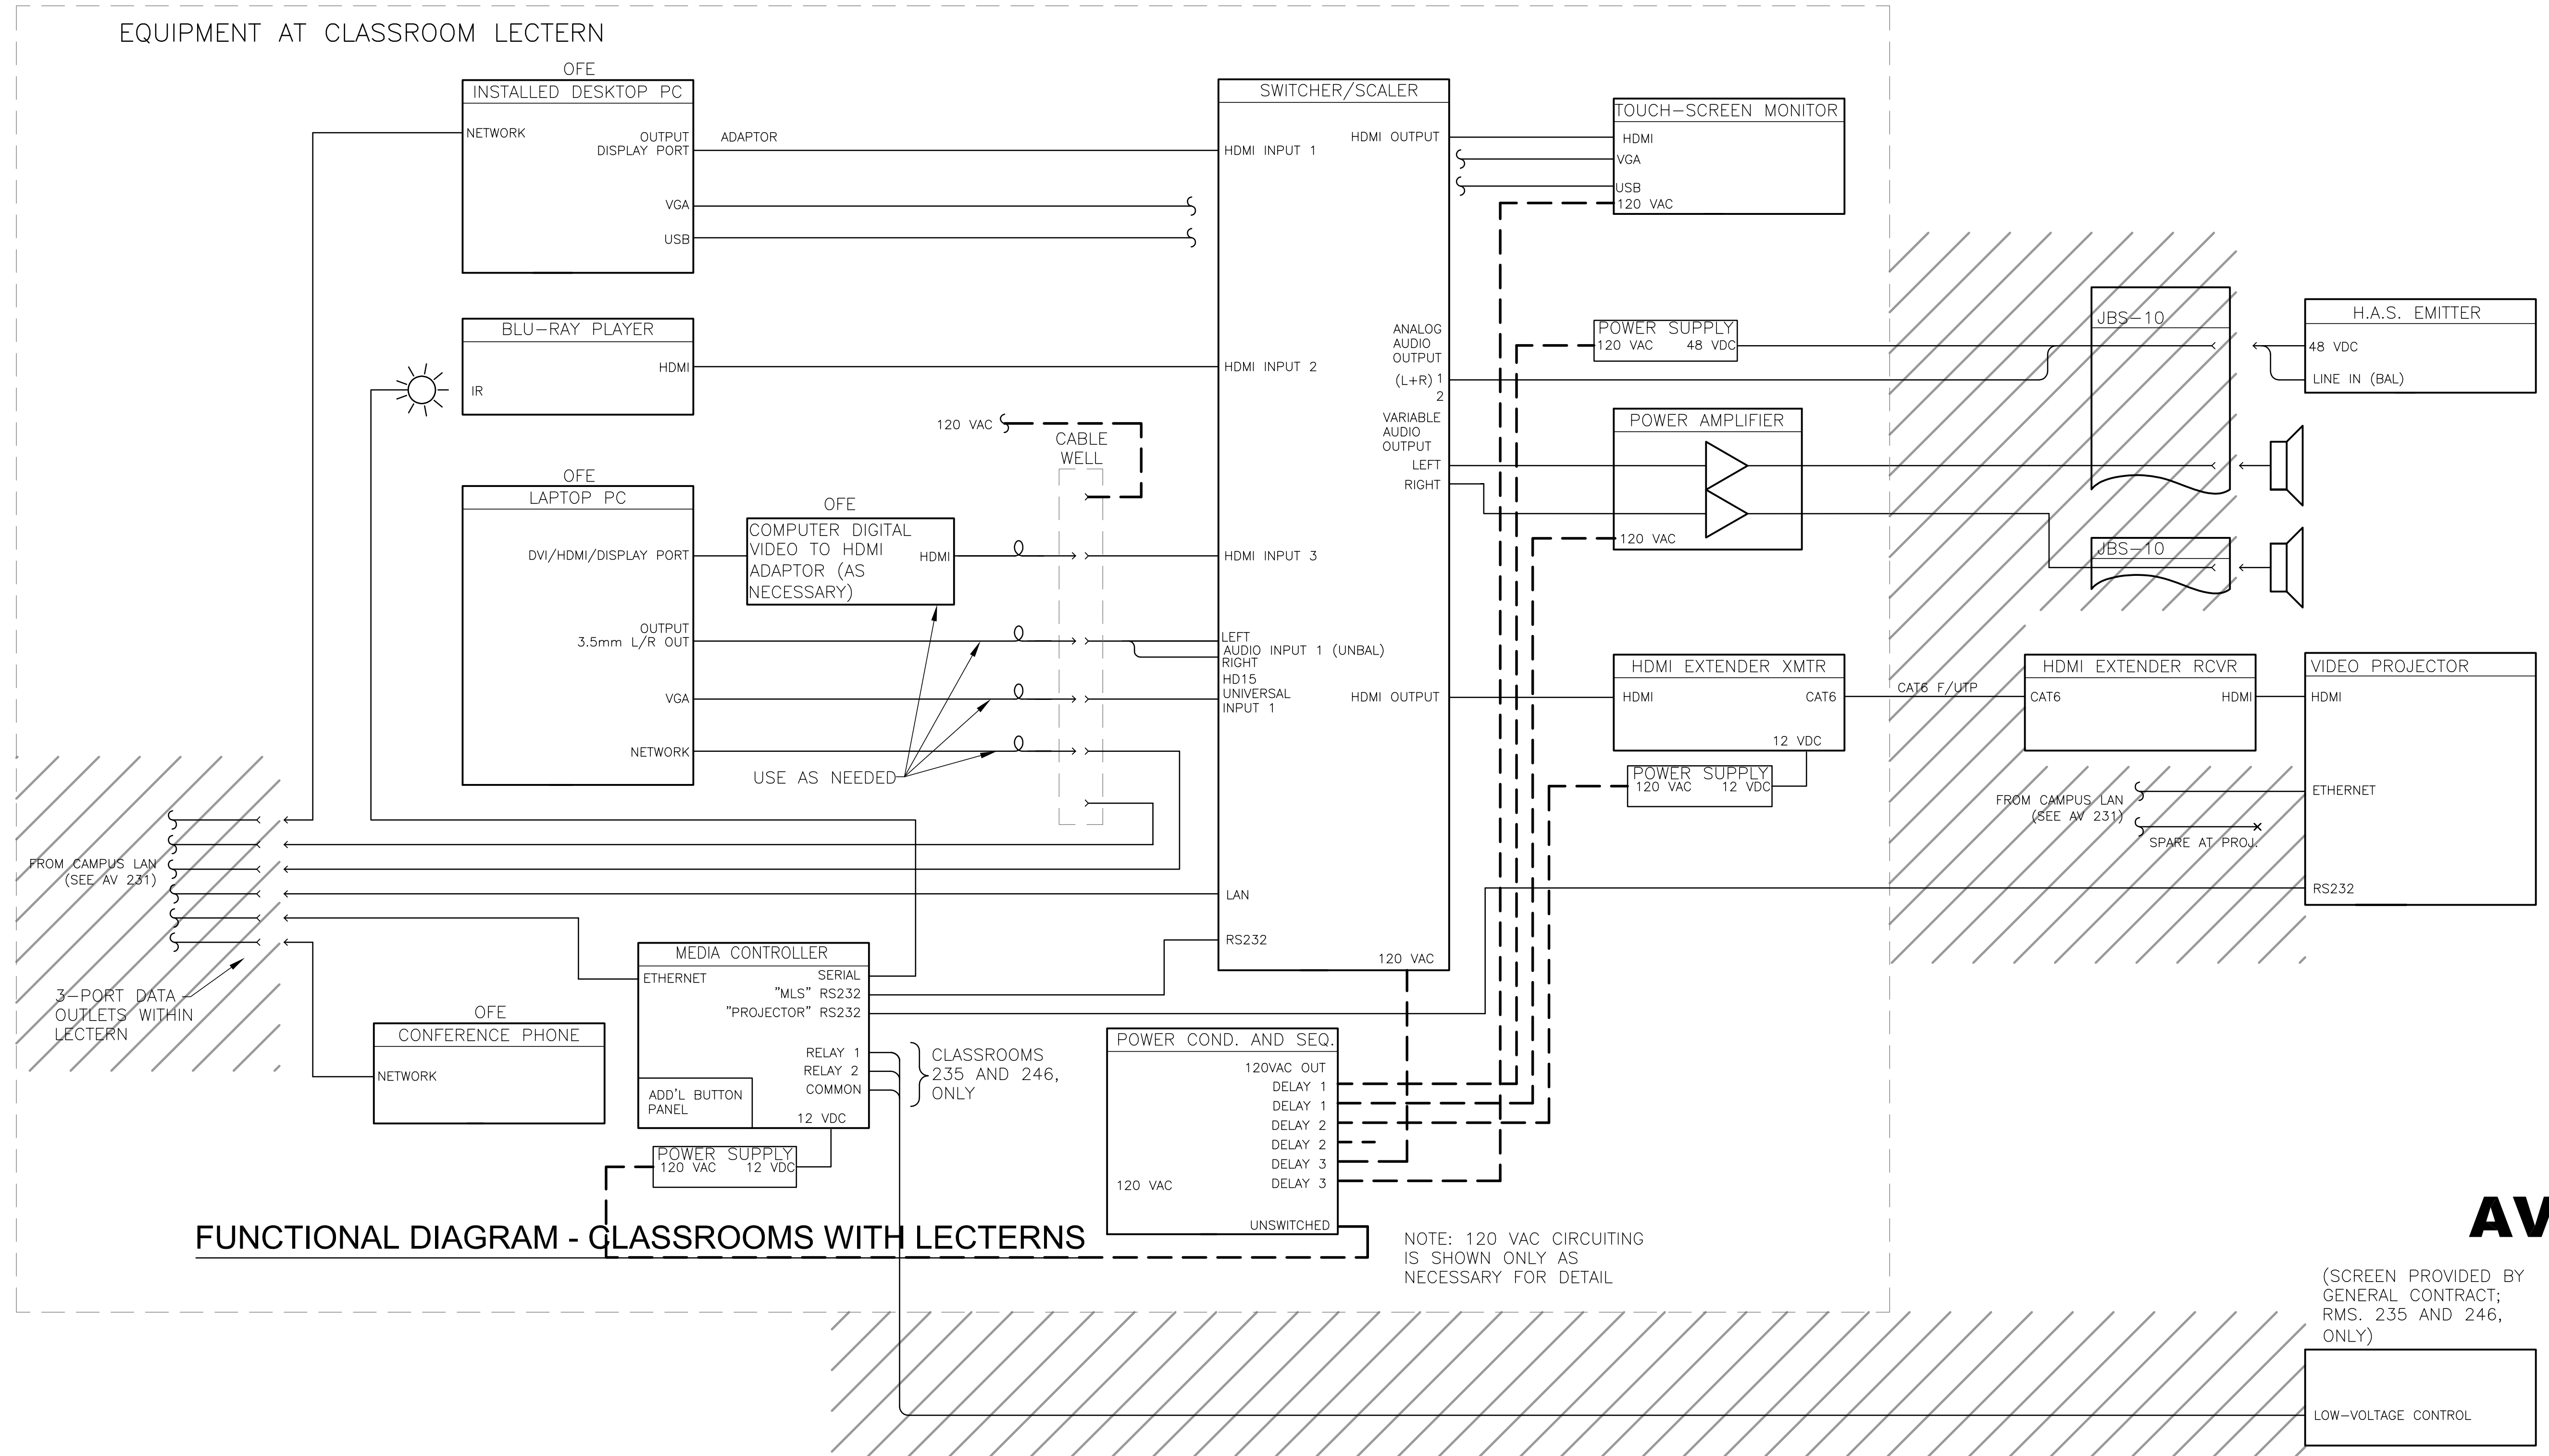 EQUIPMENT AT CLASSROOM LECTERN
OFE
INSTALLED DESKTOP PC
NETWORK
OUTPUT
DISPLAY PORT
ADAPTOR
VGA
USB
BLU-RAY PLAYER
HDMI
IR
OFE
LAPTOP PC
DVI/HDMI/DISPLAY PORT
OUTPUT
3.5mm L/R OUT
VGA
NETWORK
OFE
COMPUTER DIGITAL
VIDEO TO HDMI
ADAPTOR (AS
NECESSARY)
HDMI
USE AS NEEDED
120 VAC
CABLE
WELL
SWITCHER/SCALER
HDMI INPUT 1
HDMI OUTPUT
HDMI INPUT 2
ANALOG
AUDIO
OUTPUT
(L+R) 1
2
VARIABLE
AUDIO
OUTPUT
LEFT
RIGHT
HDMI INPUT 3
LEFT
AUDIO INPUT 1 (UNBAL)
RIGHT
HD15
UNIVERSAL
INPUT 1
HDMI OUTPUT
LAN
RS232
120 VAC
TOUCH-SCREEN MONITOR
HDMI
VGA
USB
120 VAC
POWER SUPPLY
120 VAC 48 VDC
POWER AMPLIFIER
120 VAC
HDMI EXTENDER XMTR
HDMI
CAT6
12 VDC
POWER SUPPLY
120 VAC 12 VDC
CAT6 F/UTP
JBS-10
H.A.S. EMITTER
48 VDC
LINE IN (BAL)
JBS-10
HDMI EXTENDER RCVR
CAT6
HDMI
VIDEO PROJECTOR
HDMI
ETHERNET
RS232
FROM CAMPUS LAN
(SEE AV 231)
SPARE AT PROJ.
FROM CAMPUS LAN
(SEE AV 231)
3-PORT DATA
OUTLETS WITHIN
LECTERN
OFE
CONFERENCE PHONE
NETWORK
MEDIA CONTROLLER
ETHERNET
SERIAL
"MLS" RS232
"PROJECTOR" RS232
RELAY 1
RELAY 2
COMMON
ADD'L BUTTON
PANEL
12 VDC
CLASSROOMS
235 AND 246,
ONLY
POWER SUPPLY
120 VAC 12 VDC
POWER COND. AND SEQ.
120VAC OUT
DELAY 1
DELAY 1
DELAY 2
DELAY 2
DELAY 3
DELAY 3
120 VAC
UNSWITCHED
FUNCTIONAL DIAGRAM - CLASSROOMS WITH LECTERNS
NOTE: 120 VAC CIRCUITING
IS SHOWN ONLY AS
NECESSARY FOR DETAIL
AV
(SCREEN PROVIDED BY
GENERAL CONTRACT;
RMS. 235 AND 246,
ONLY)
LOW-VOLTAGE CONTROL